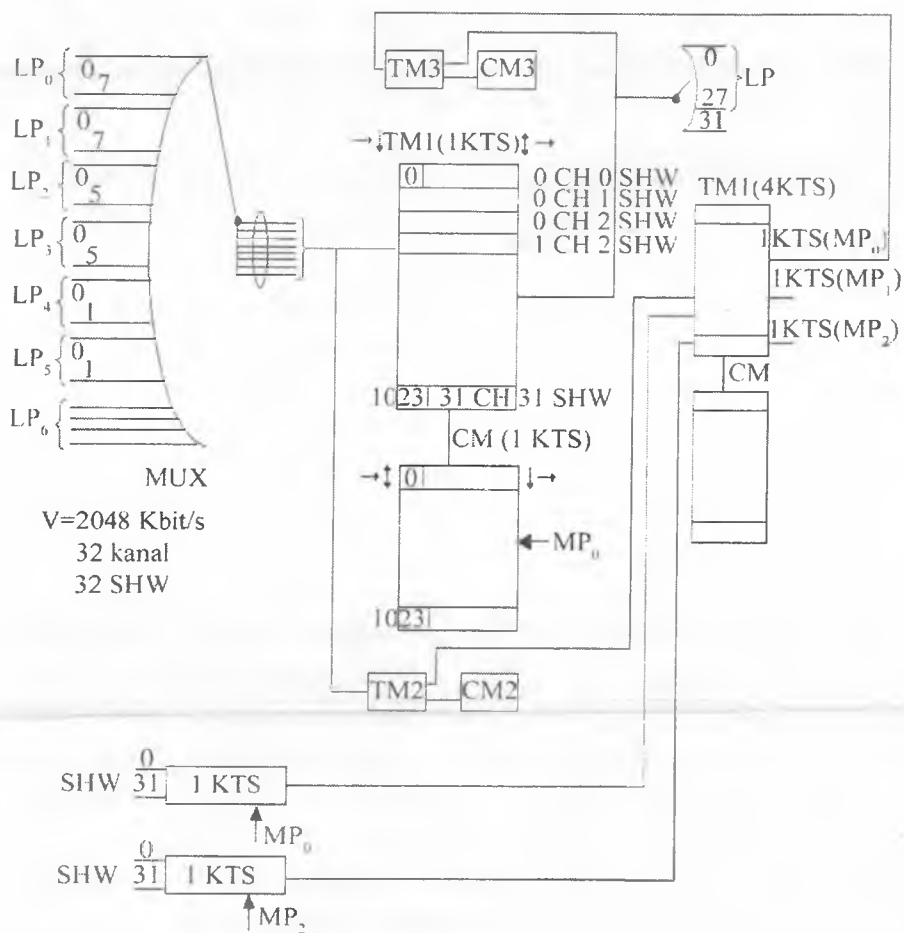 LP₀ { 0 7
LP₁ { 0 7
LP₂ { 0 5
LP₃ { 0 5
LP₄ { 0 1
LP₅ { 0 1
LP₆ {
MUX
V=2048 Kbit/s
32 kanal
32 SHW
TM3
CM3
0
27
31
} LP
→↓TM1(1KTS)↕→
0
0 CH 0 SHW
0 CH 1 SHW
0 CH 2 SHW
1 CH 2 SHW
1023 31 CH 31 SHW
CM (1 KTS)
→↕ 0 ↓→
MP₀
1023
TM2
CM2
TM1(4KTS)
1KTS(MP₀)
1KTS(MP₁)
1KTS(MP₂)
CM
0
SHW 31 1 KTS
MP₀
0
SHW 31 1 KTS
MP₂